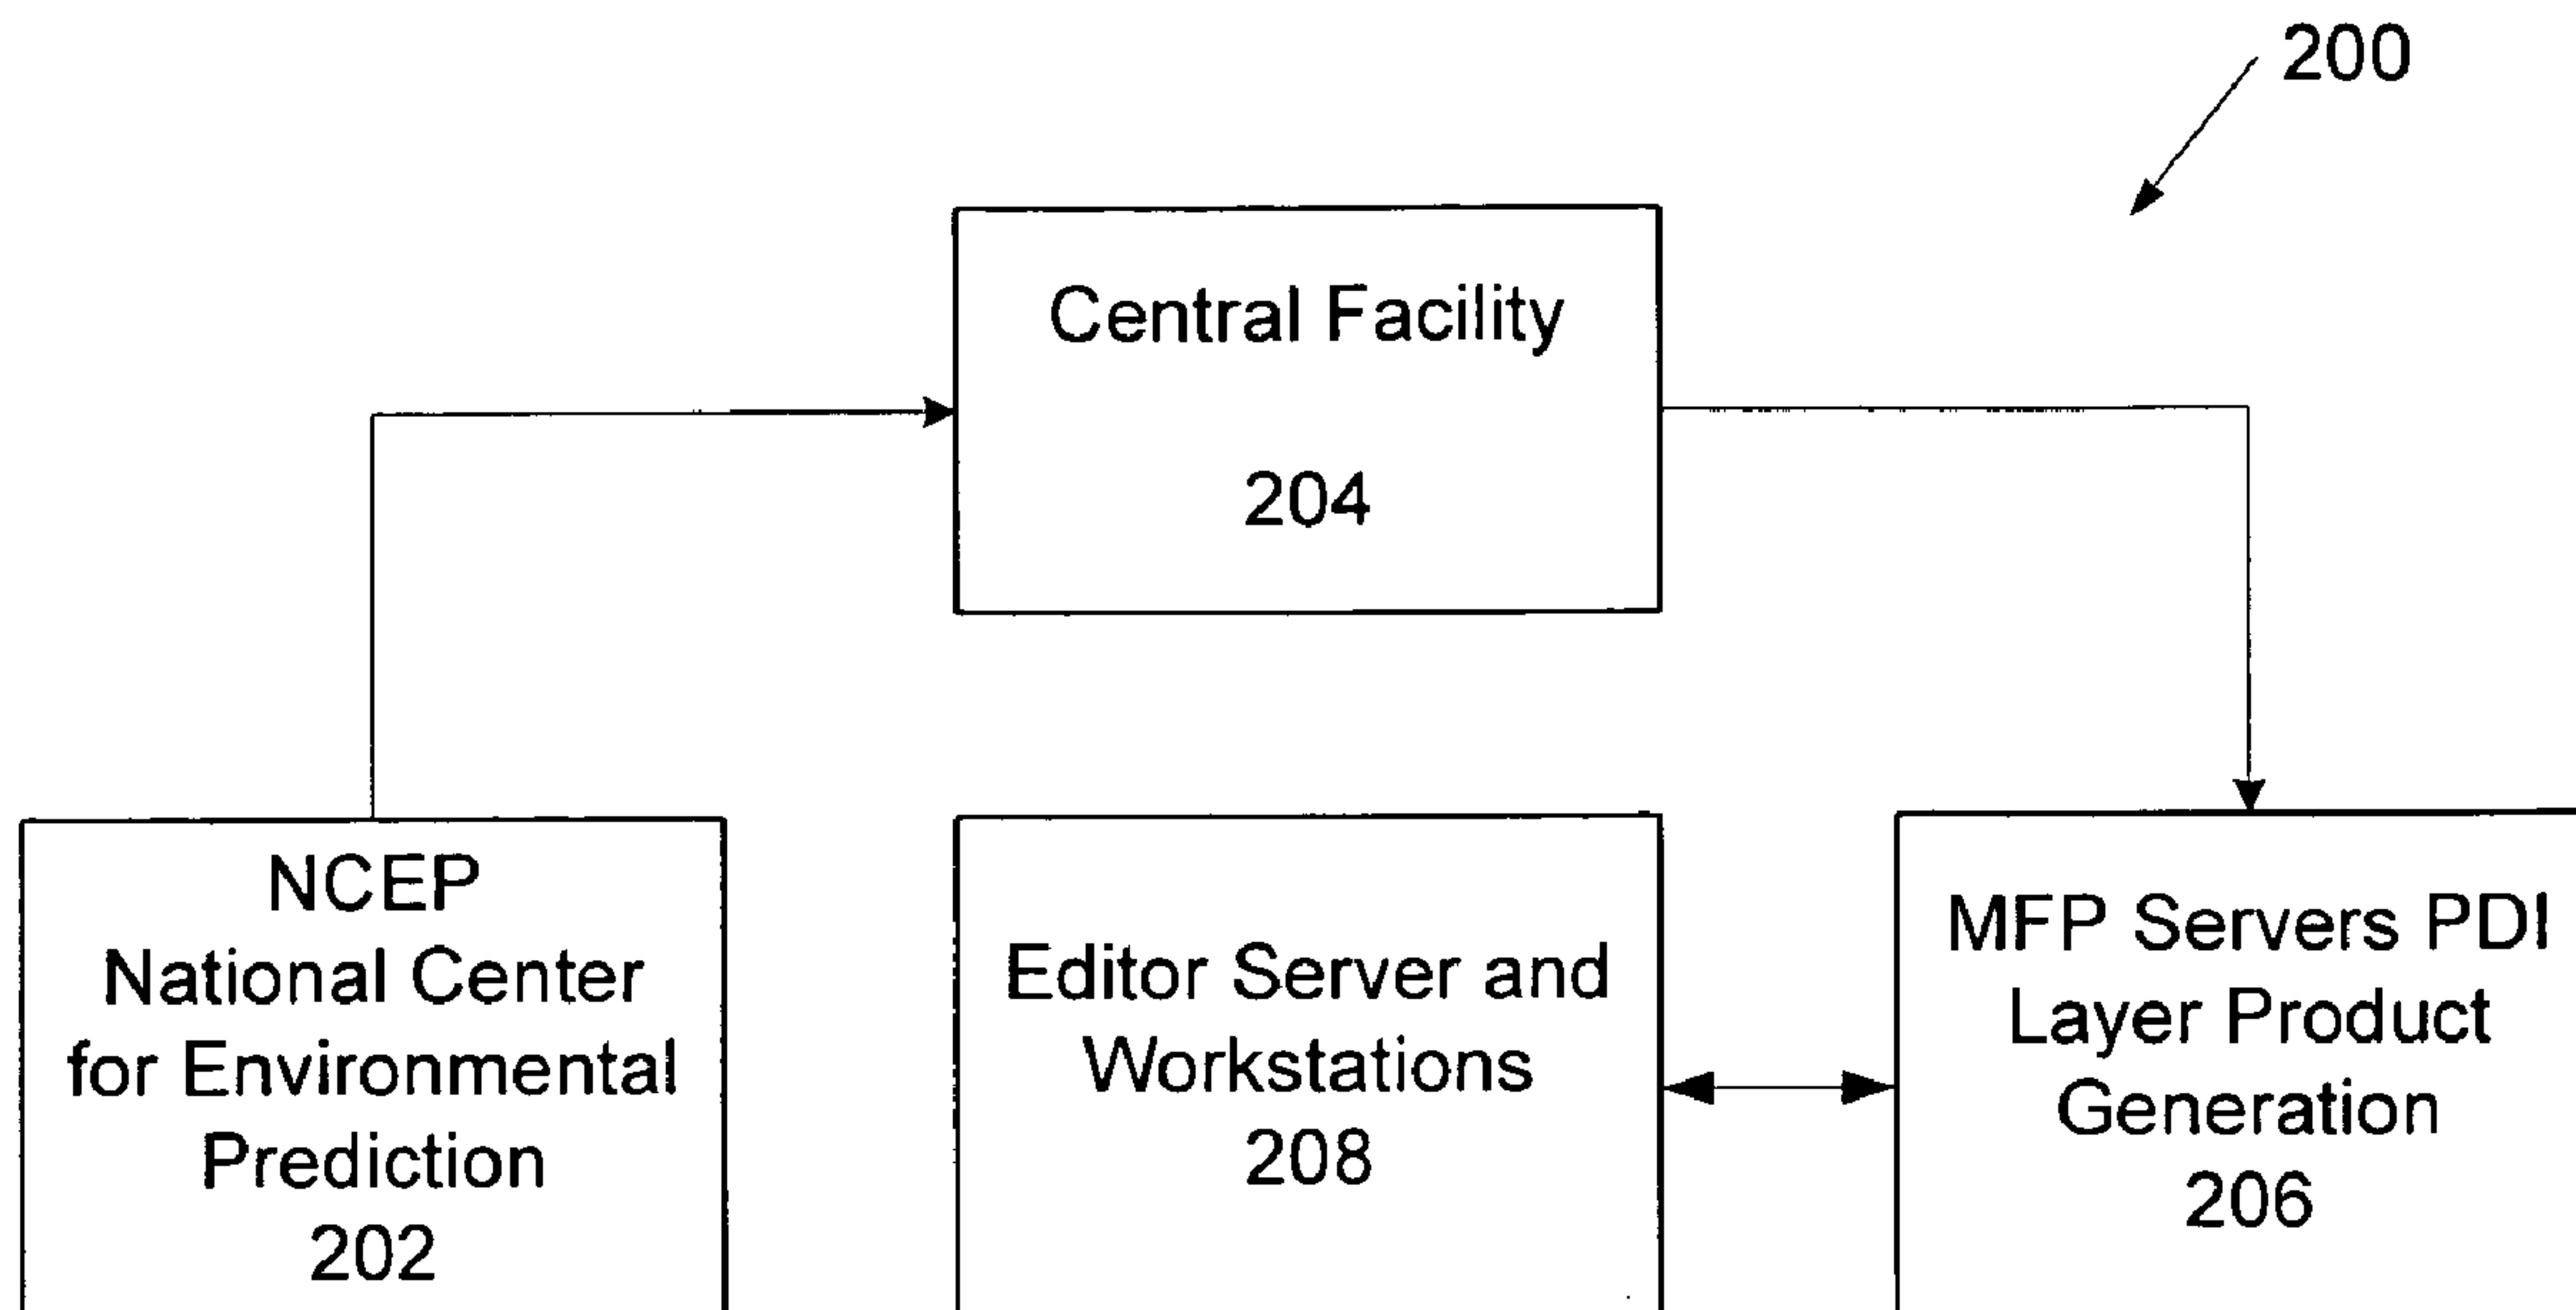 200
Central Facility
204
NCEP
National Center
for Environmental
Prediction
202
Editor Server and
Workstations
208
MFP Servers PDI
Layer Product
Generation
206